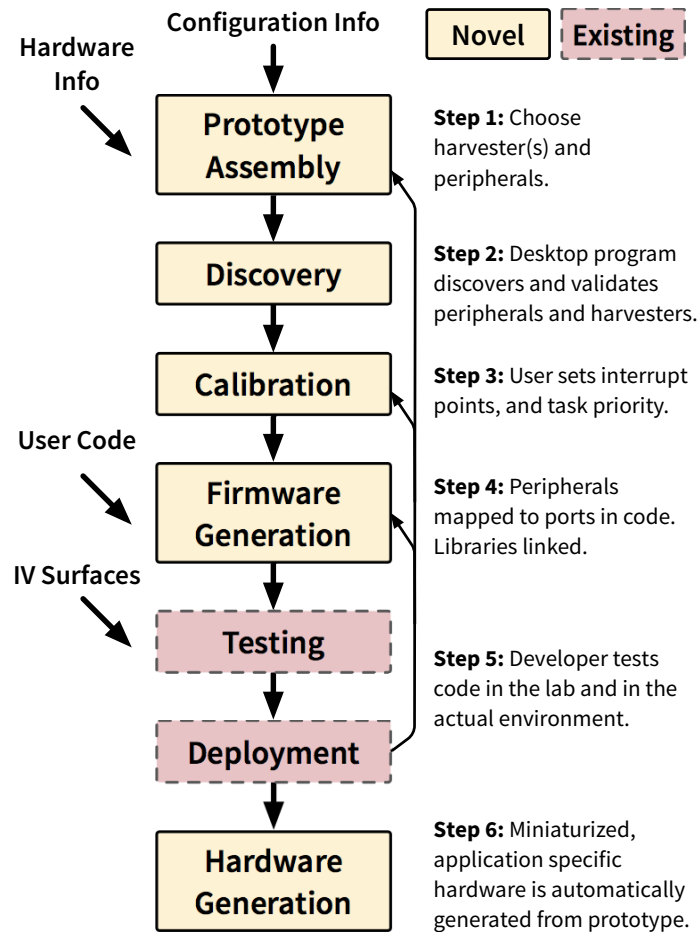 Configuration Info
Novel
Existing
Hardware
Info
Prototype
Assembly
Step 1: Choose
harvester(s) and
peripherals.
Discovery
Step 2: Desktop program
discovers and validates
peripherals and harvesters.
Calibration
Step 3: User sets interrupt
points, and task priority.
User Code
Firmware
Generation
Step 4: Peripherals
mapped to ports in code.
Libraries linked.
IV Surfaces
Testing
Step 5: Developer tests
code in the lab and in the
actual environment.
Deployment
Hardware
Generation
Step 6: Miniaturized,
application specific
hardware is automatically
generated from prototype.